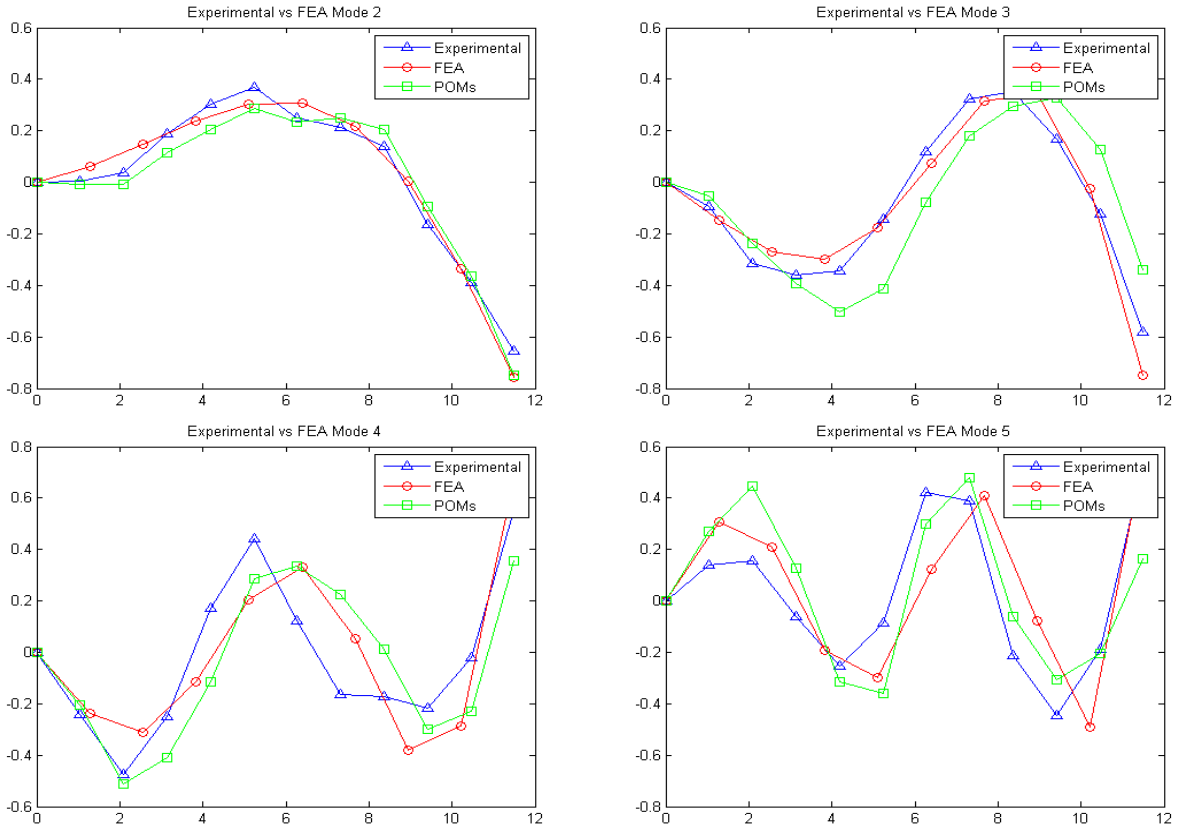 Experimental vs FEA Mode 2
0.6
0.4
0.2
0
-0.2
-0.4
-0.6
-0.8
0 2 4 6 8 10 12
Experimental
FEA
POMs
Experimental vs FEA Mode 3
0.6
0.4
0.2
0
-0.2
-0.4
-0.6
-0.8
0 2 4 6 8 10 12
Experimental
FEA
POMs
Experimental vs FEA Mode 4
0.8
0.6
0.4
0.2
0
-0.2
-0.4
-0.6
0 2 4 6 8 10 12
Experimental
FEA
POMs
Experimental vs FEA Mode 5
0.6
0.4
0.2
0
-0.2
-0.4
-0.6
-0.8
0 2 4 6 8 10 12
Experimental
FEA
POMs